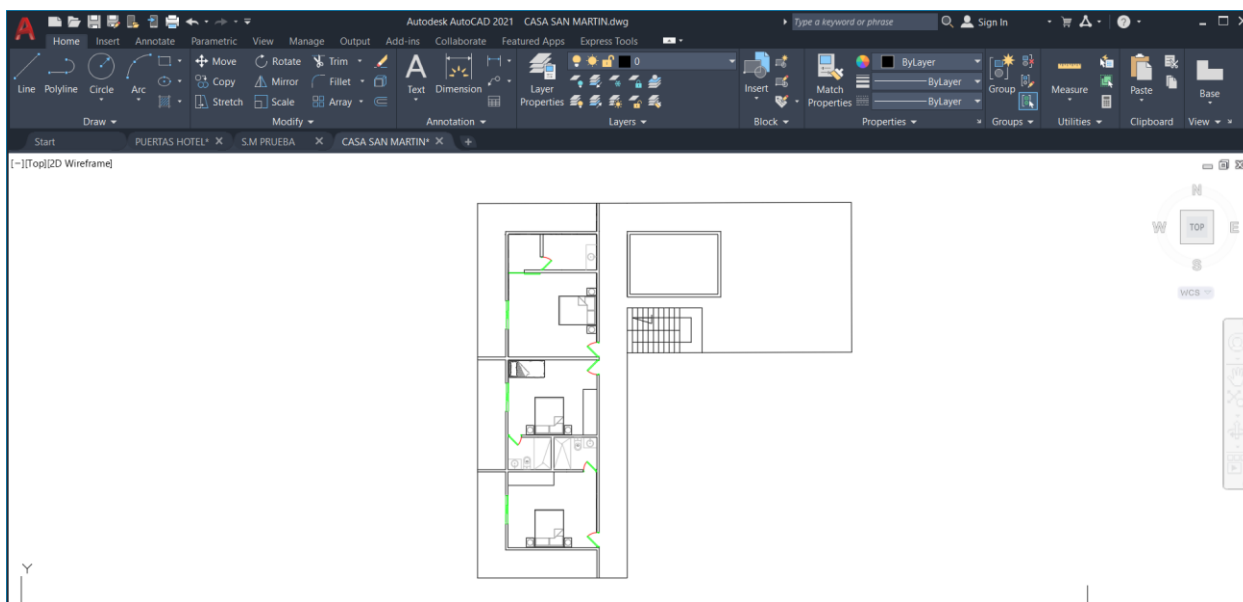 Autodesk AutoCAD 2021 CASA SAN MARTIN.dwg
Type a keyword or phrase
Sign In
Home Insert Annotate Parametric View Manage Output Add-ins Collaborate Featured Apps Express Tools
Line Polyline Circle Arc
Move Rotate Trim
Copy Mirror Fillet
Stretch Scale Array
Text Dimension
Layer Properties
0
Insert
Match Properties
ByLayer
ByLayer
ByLayer
Group
Measure
Paste
Base
Draw Modify Annotation Layers Block Properties Groups Utilities Clipboard View
Start PUERTAS HOTEL* S.M PRUEBA CASA SAN MARTIN*
[−][Top][2D Wireframe]
N
W TOP E
S
WCS
Y